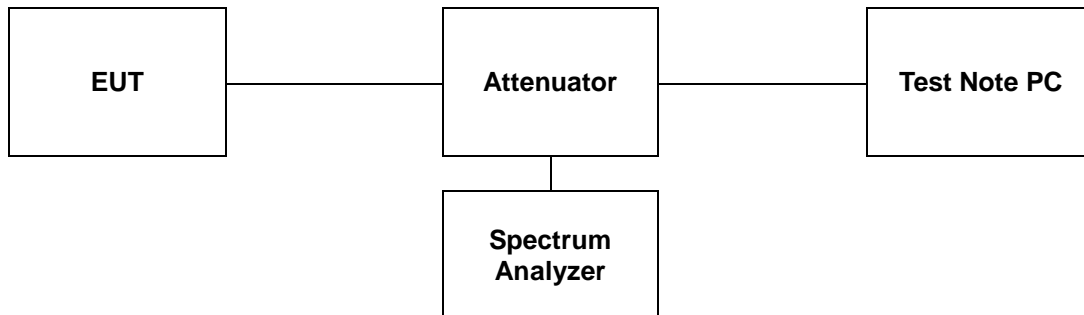 EUT
Attenuator
Test Note PC
Spectrum
Analyzer